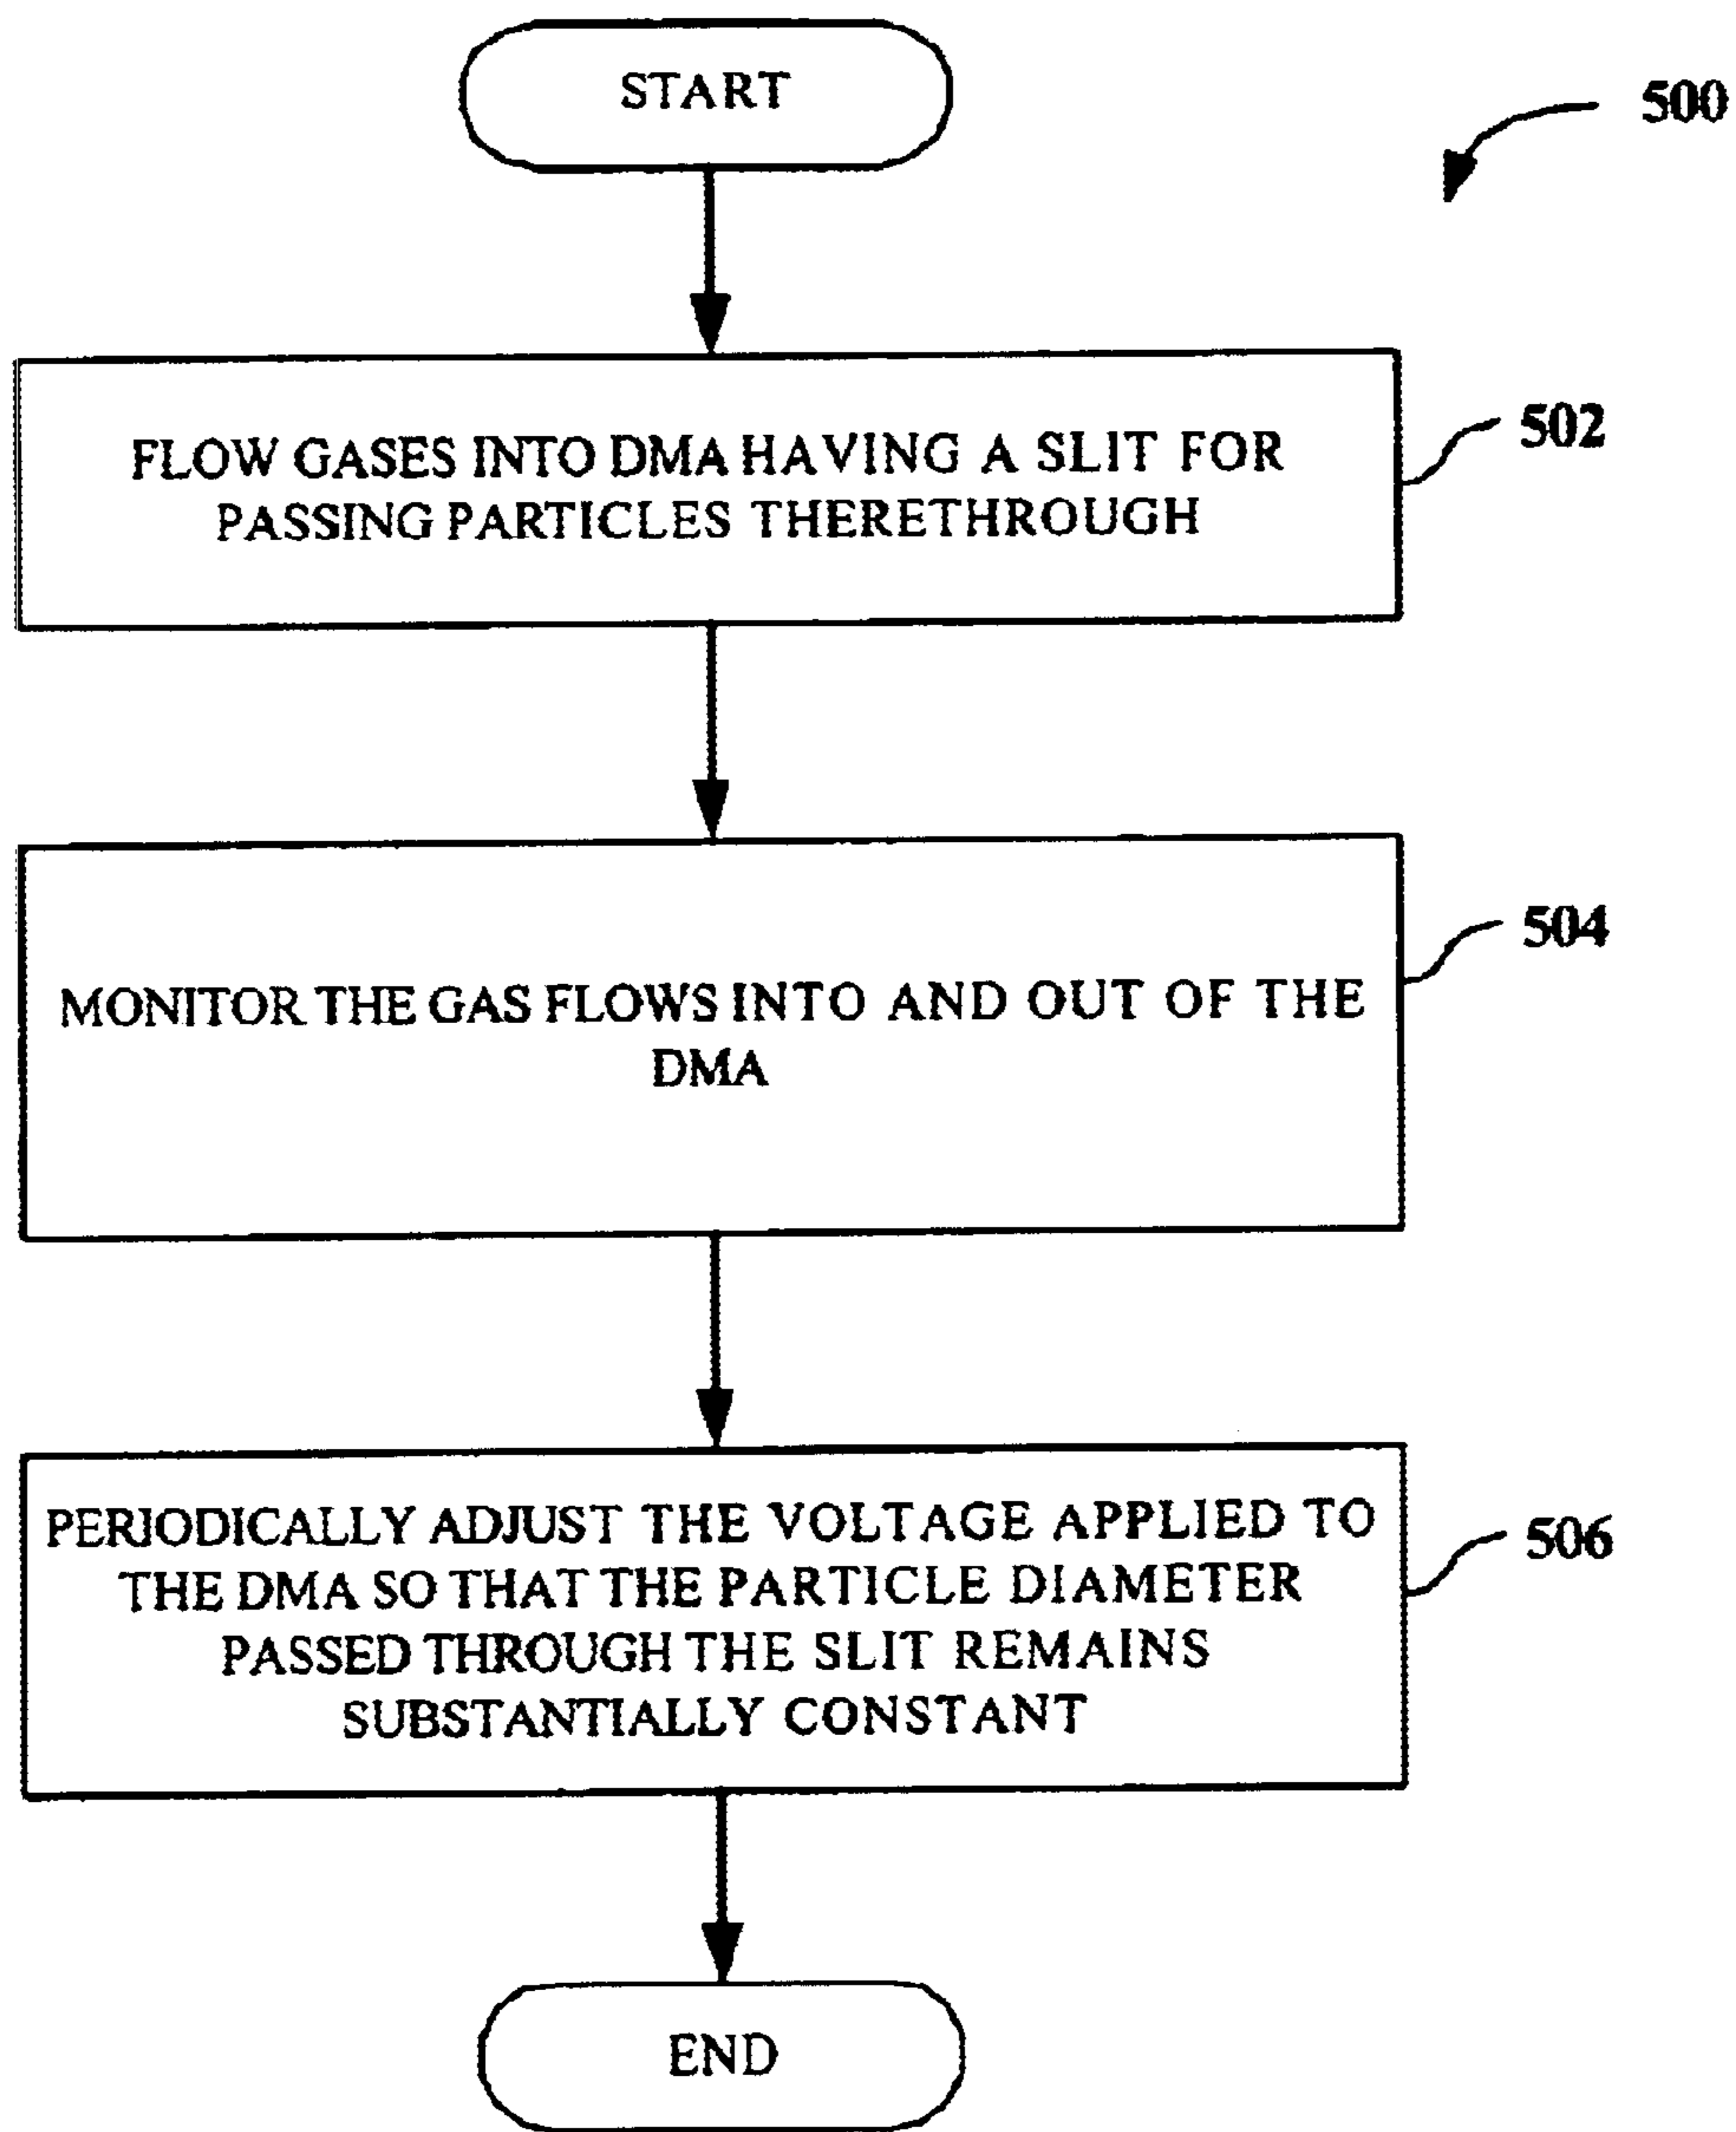 START
500
FLOW GASES INTO DMA HAVING A SLIT FOR
PASSING PARTICLES THERETHROUGH
502
504
MONITOR THE GAS FLOWS INTO AND OUT OF THE
DMA
PERIODICALLY ADJUST THE VOLTAGE APPLIED TO
THE DMA SO THAT THE PARTICLE DIAMETER
PASSED THROUGH THE SLIT REMAINS
SUBSTANTIALLY CONSTANT
506
END